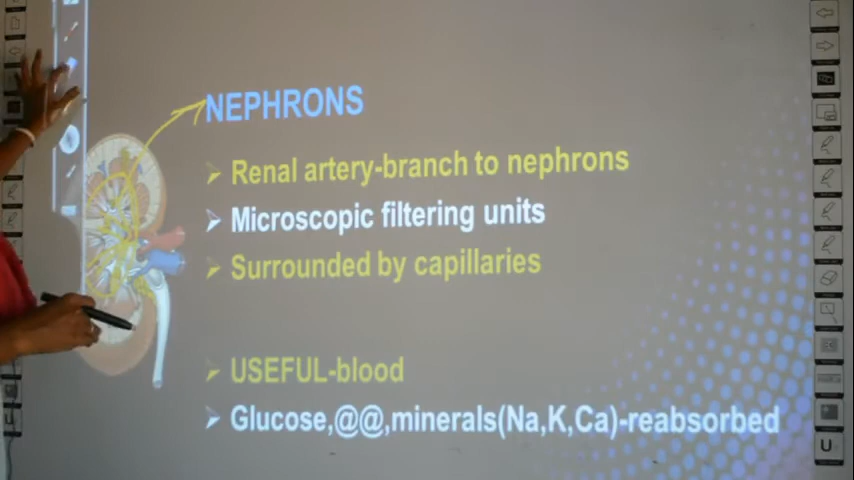 NEPHRONS
Renal artery-branch to nephrons
Microscopic filtering units
Surrounded by capillaries
USEFUL-blood
Glucose,@@,minerals(Na,K,Ca)-reabsorbed
U